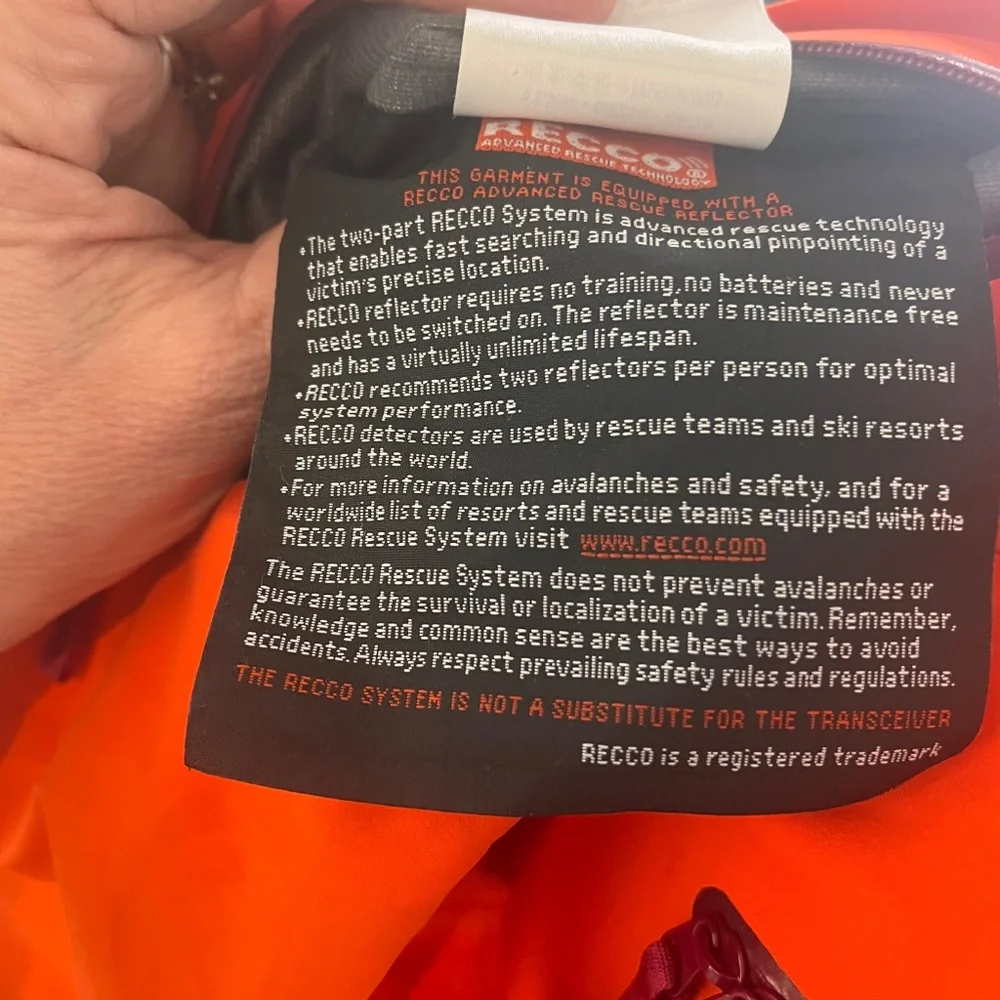 RECCO®
ADVANCED RESCUE TECHNOLOGY
THIS GARMENT IS EQUIPPED WITH A
RECCO ADVANCED RESCUE REFLECTOR
•The two-part RECCO System is advanced rescue technology
that enables fast searching and directional pinpointing of a
victim's precise location.
•RECCO reflector requires no training,no batteries and never
needs to be switched on. The reflector is maintenance free
and has a virtually unlimited lifespan.
•RECCO recommends two reflectors per person for optimal
system performance.
•RECCO detectors are used by rescue teams and ski resorts
around the world.
•For more information on avalanches and safety, and for a
worldwide list of resorts and rescue teams equipped with the
RECCO Rescue System visit www.recco.com
The RECCO Rescue System does not prevent avalanches or
guarantee the survival or localization of a victim. Remember,
knowledge and common sense are the best ways to avoid
accidents. Always respect prevailing safety rules and regulations.
THE RECCO SYSTEM IS NOT A SUBSTITUTE FOR THE TRANSCEIVER
RECCO is a registered trademark